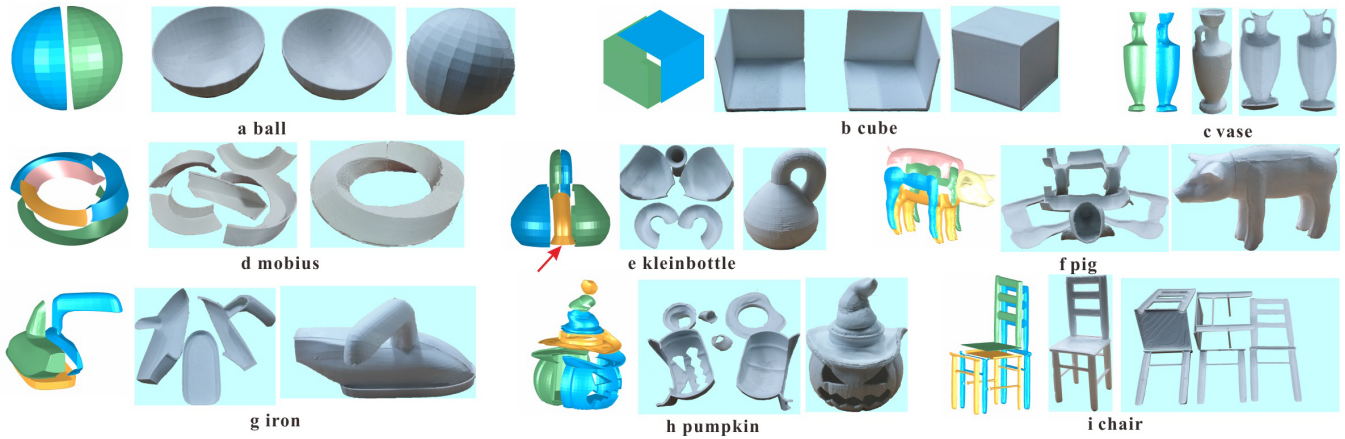 a ball
b cube
c vase
d mobius
e kleinbottle
f pig
g iron
h pumpkin
i chair